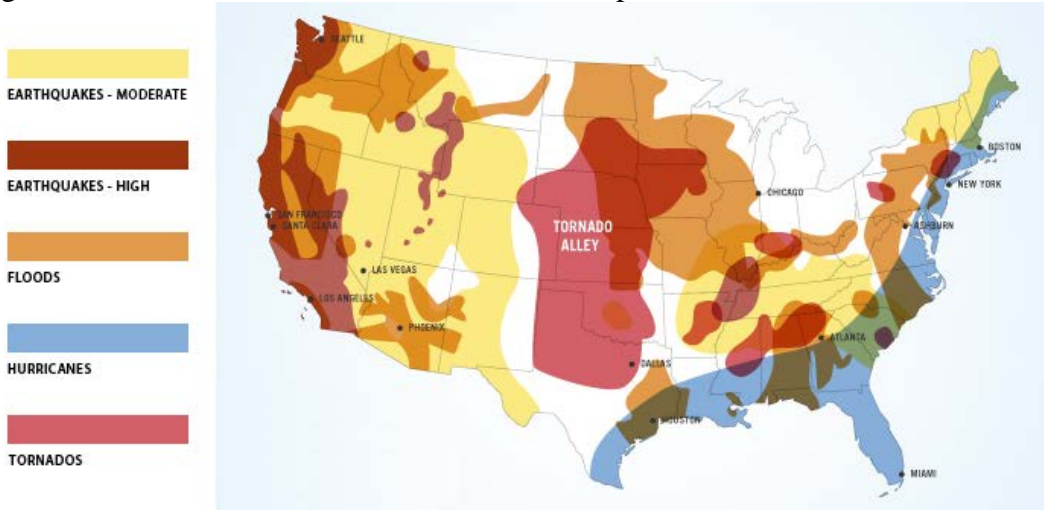 EARTHQUAKES - MODERATE
EARTHQUAKES - HIGH
FLOODS
HURRICANES
TORNADOS
SEATTLE
BOSTON
NEW YORK
CHICAGO
ASHBURN
SAN FRANCISCO
SANTA CLARA
TORNADO
ALLEY
LAS VEGAS
LOS ANGELES
PHOENIX
ATLANTA
DALLAS
HOUSTON
MIAMI